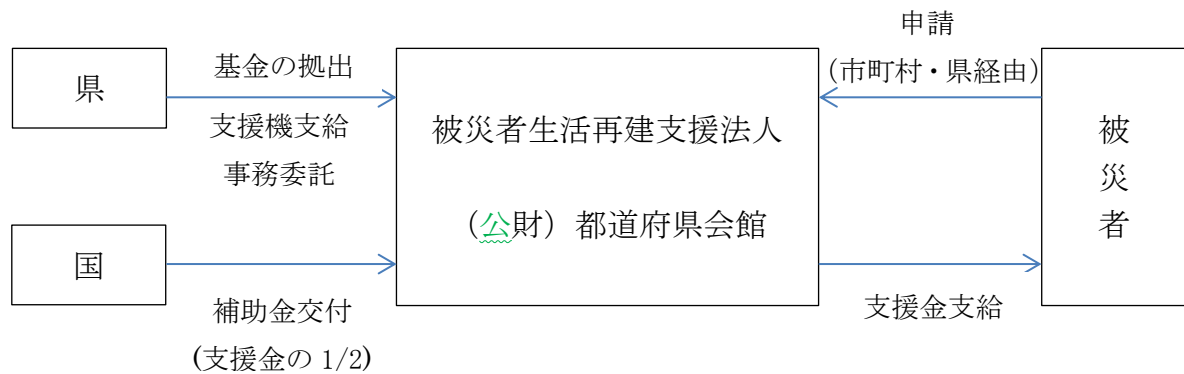 県
基金の拠出
支援機支給
事務委託
国
補助金交付
(支援金の 1/2)
被災者生活再建支援法人
（公財）都道府県会館
申請
（市町村・県経由）
支援金支給
被災者